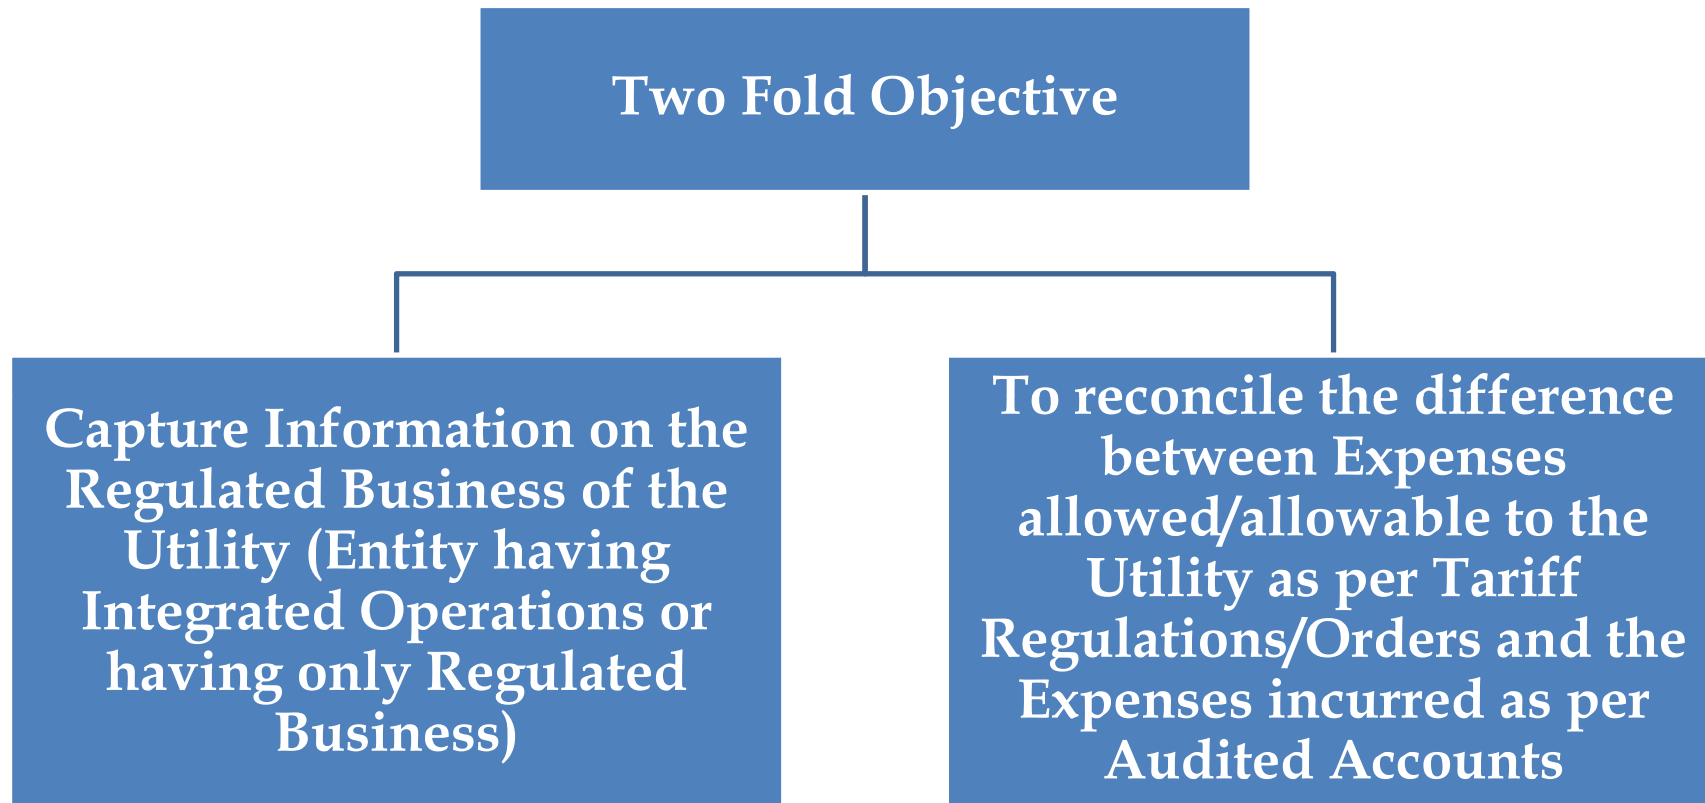 Two Fold Objective
Capture Information on the
Regulated Business of the
Utility (Entity having
Integrated Operations or
having only Regulated
Business)
To reconcile the difference
between Expenses
allowed/allowable to the
Utility as per Tariff
Regulations/Orders and the
Expenses incurred as per
Audited Accounts